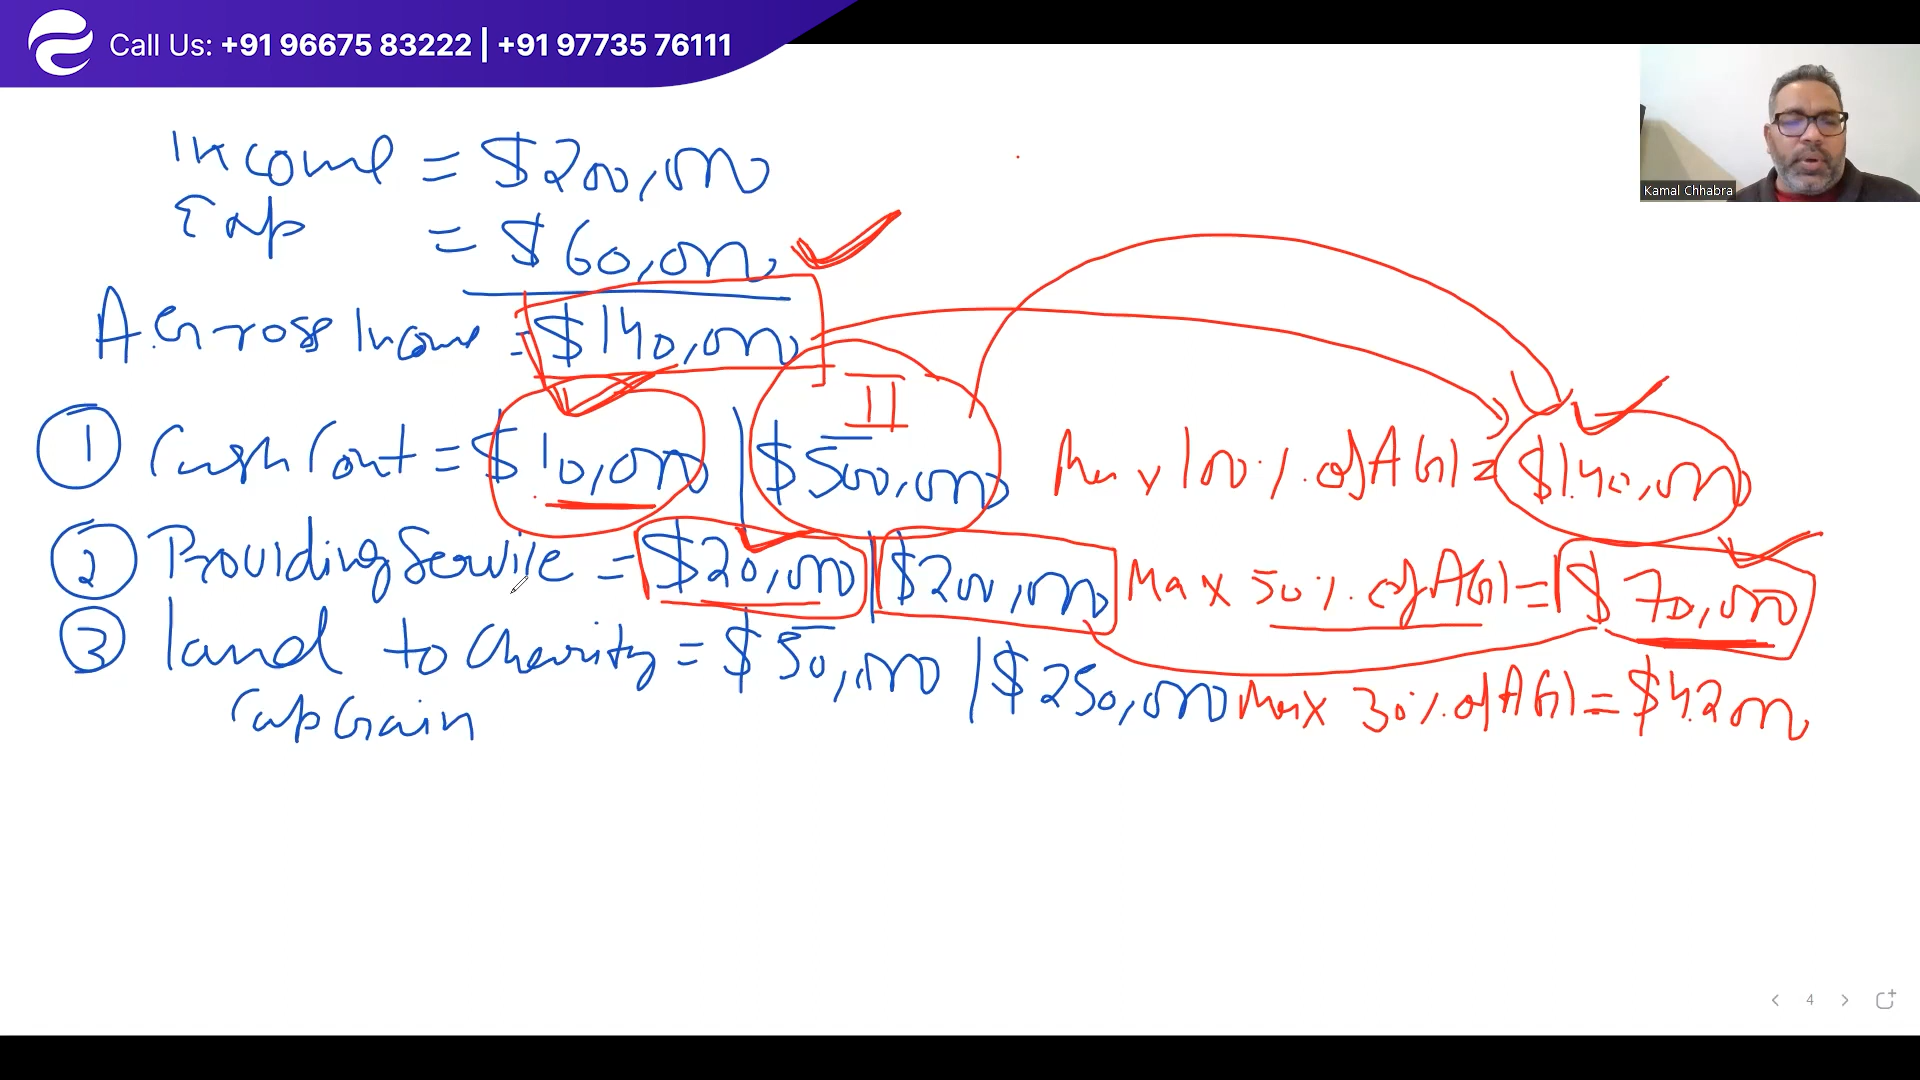 Call Us: +91 96675 83222 | +91 97735 76111
Kamal Chhabra
Income = $200,000
Exp = $60,000
A.Gross Income = $140,000
II
1 Cash Cont = $10,000 | $500,000 Max 100% of AGI = $140,000
2 Providing Service = $20,000 | $200,000 Max 50% of AGI = $70,000
3 land to Charity = $50,000 | $250,000 Max 30% of AGI = $42000
Cap Gain
4